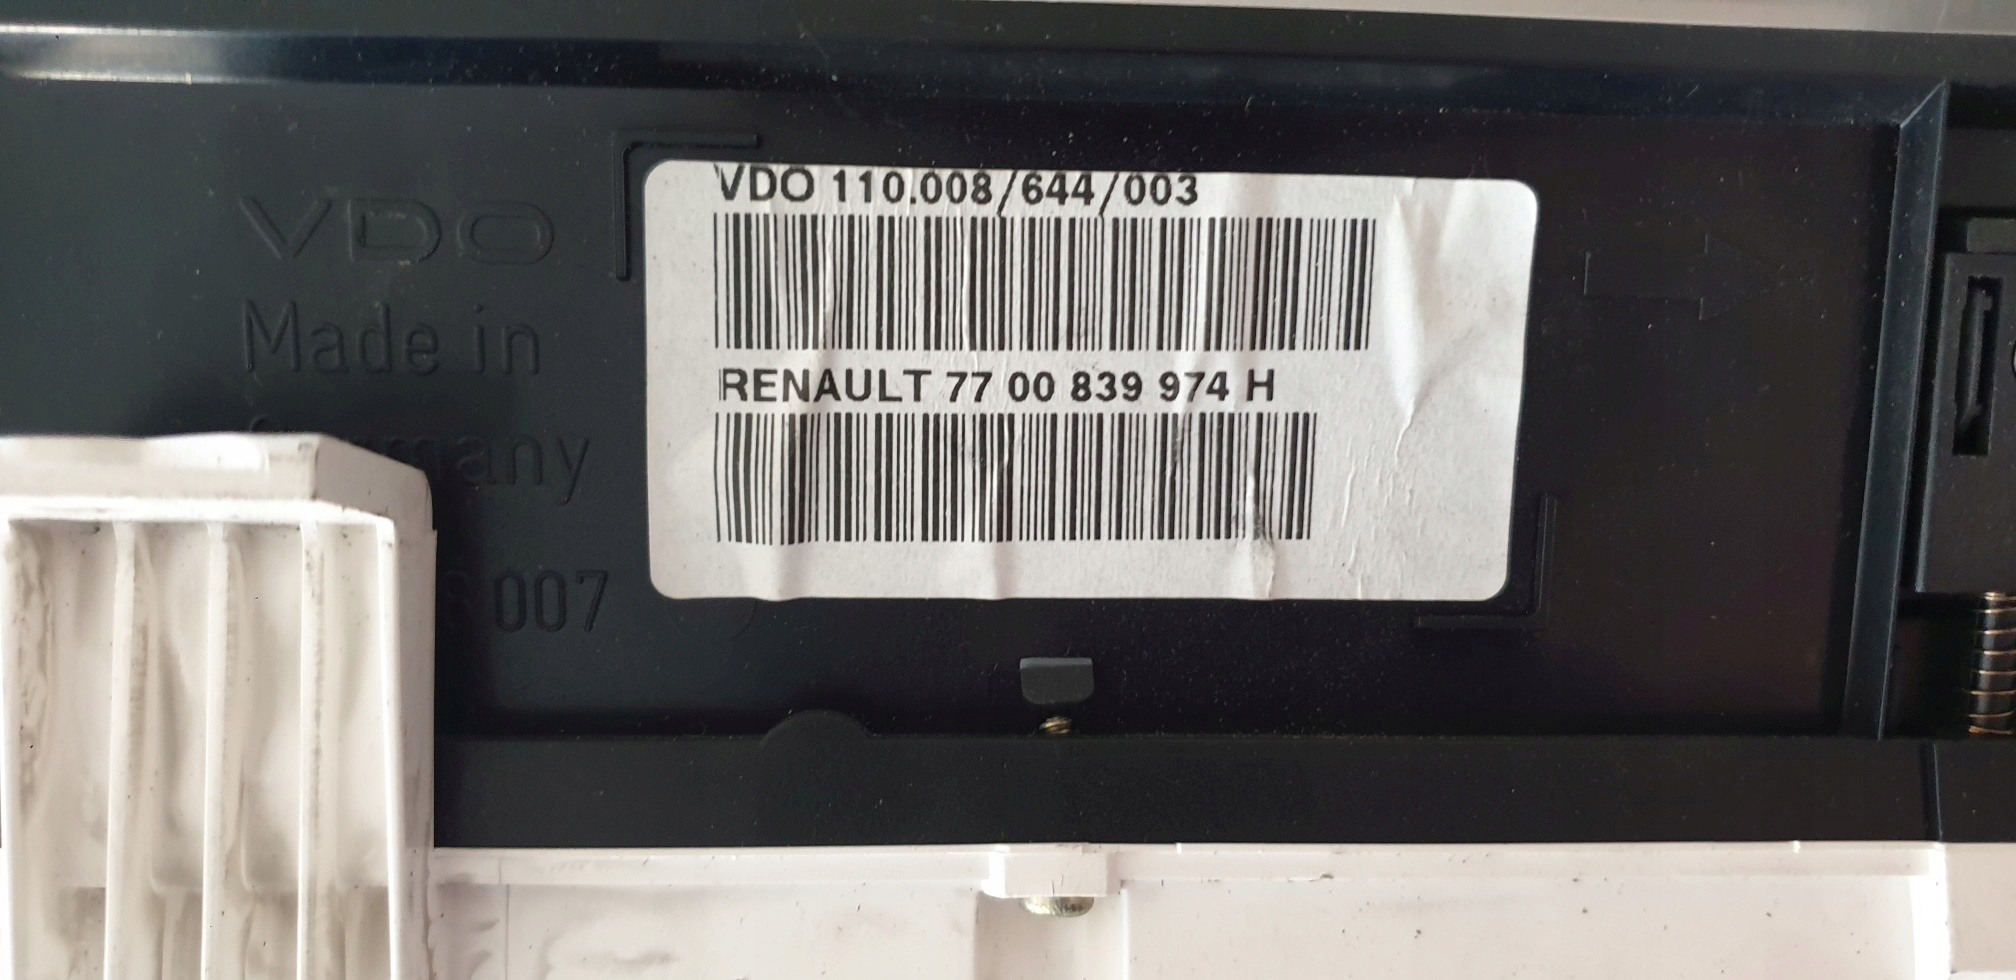 VDO
Made in
007
VDO 110.008/644/003
RENAULT 77 00 839 974 H